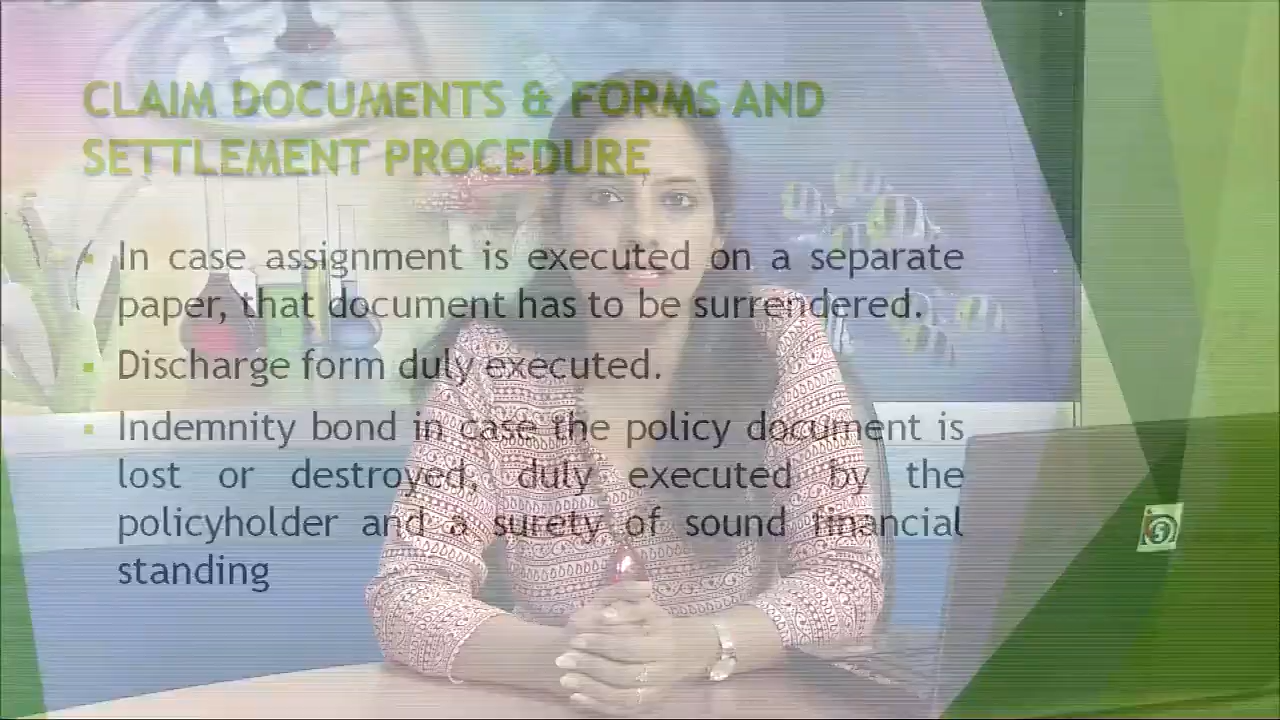 CLAIM DOCUMENTS & FORMS AND
SETTLEMENT PROCEDURE
In case assignment is executed on a separate
paper, that document has to be surrendered.
Discharge form duly executed.
Indemnity bond in case the policy document is
lost or destroyed, duly executed by the
policyholder and a surety of sound financial
standing